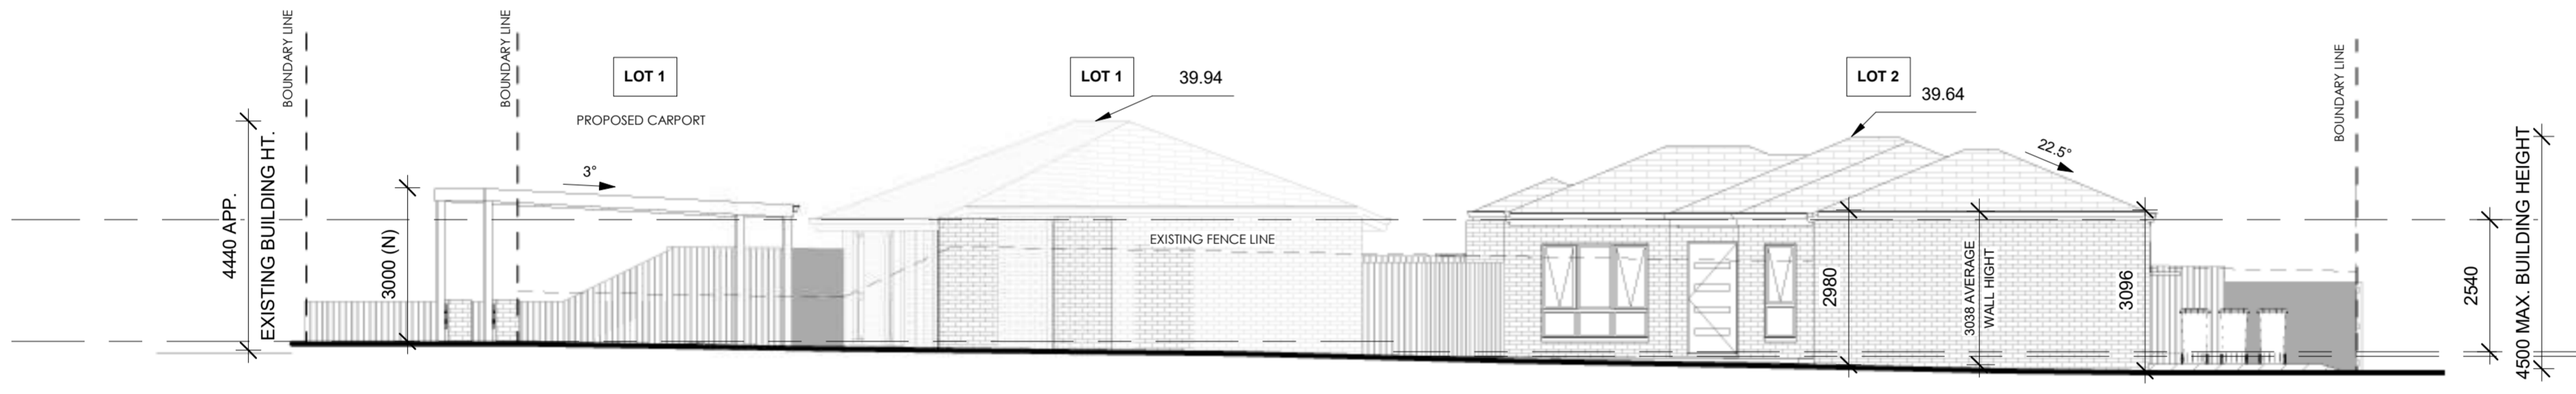 BOUNDARY LINE
BOUNDARY LINE
LOT 1
PROPOSED CARPORT
LOT 1
39.94
LOT 2
39.64
BOUNDARY LINE
4440 APP.
EXISTING BUILDING HT.
3000 (N)
3°
EXISTING FENCE LINE
22.5°
2980
3038 AVERAGE
WALL HIGHT
3096
2540
4500 MAX. BUILDING HEIGHT